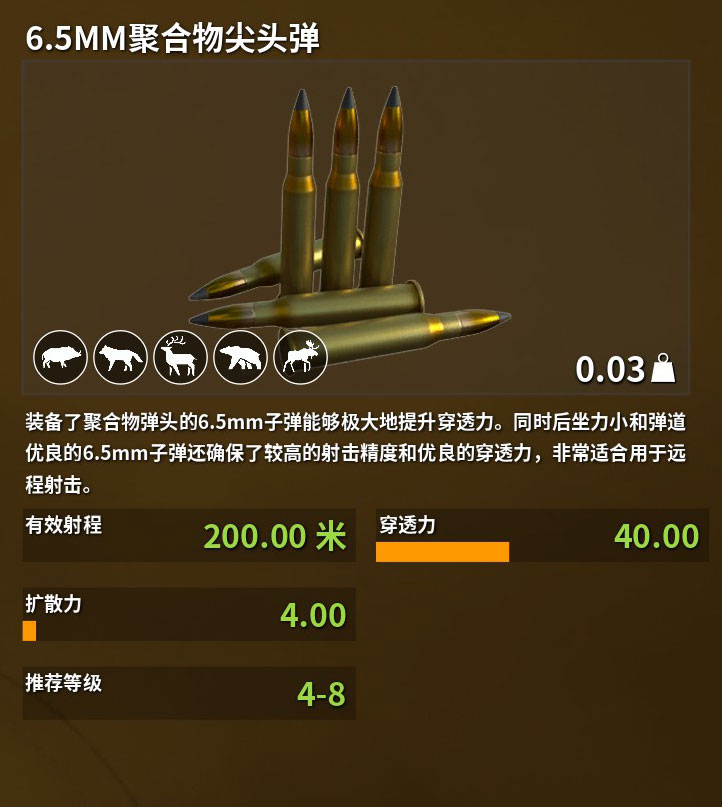 6.5MM聚合物尖头弹
0.03
装备了聚合物弹头的6.5mm子弹能够极大地提升穿透力。同时后坐力小和弹道
优良的6.5mm子弹还确保了较高的射击精度和优良的穿透力，非常适合用于远
程射击。
有效射程 200.00 米
穿透力 40.00
扩散力 4.00
推荐等级 4-8